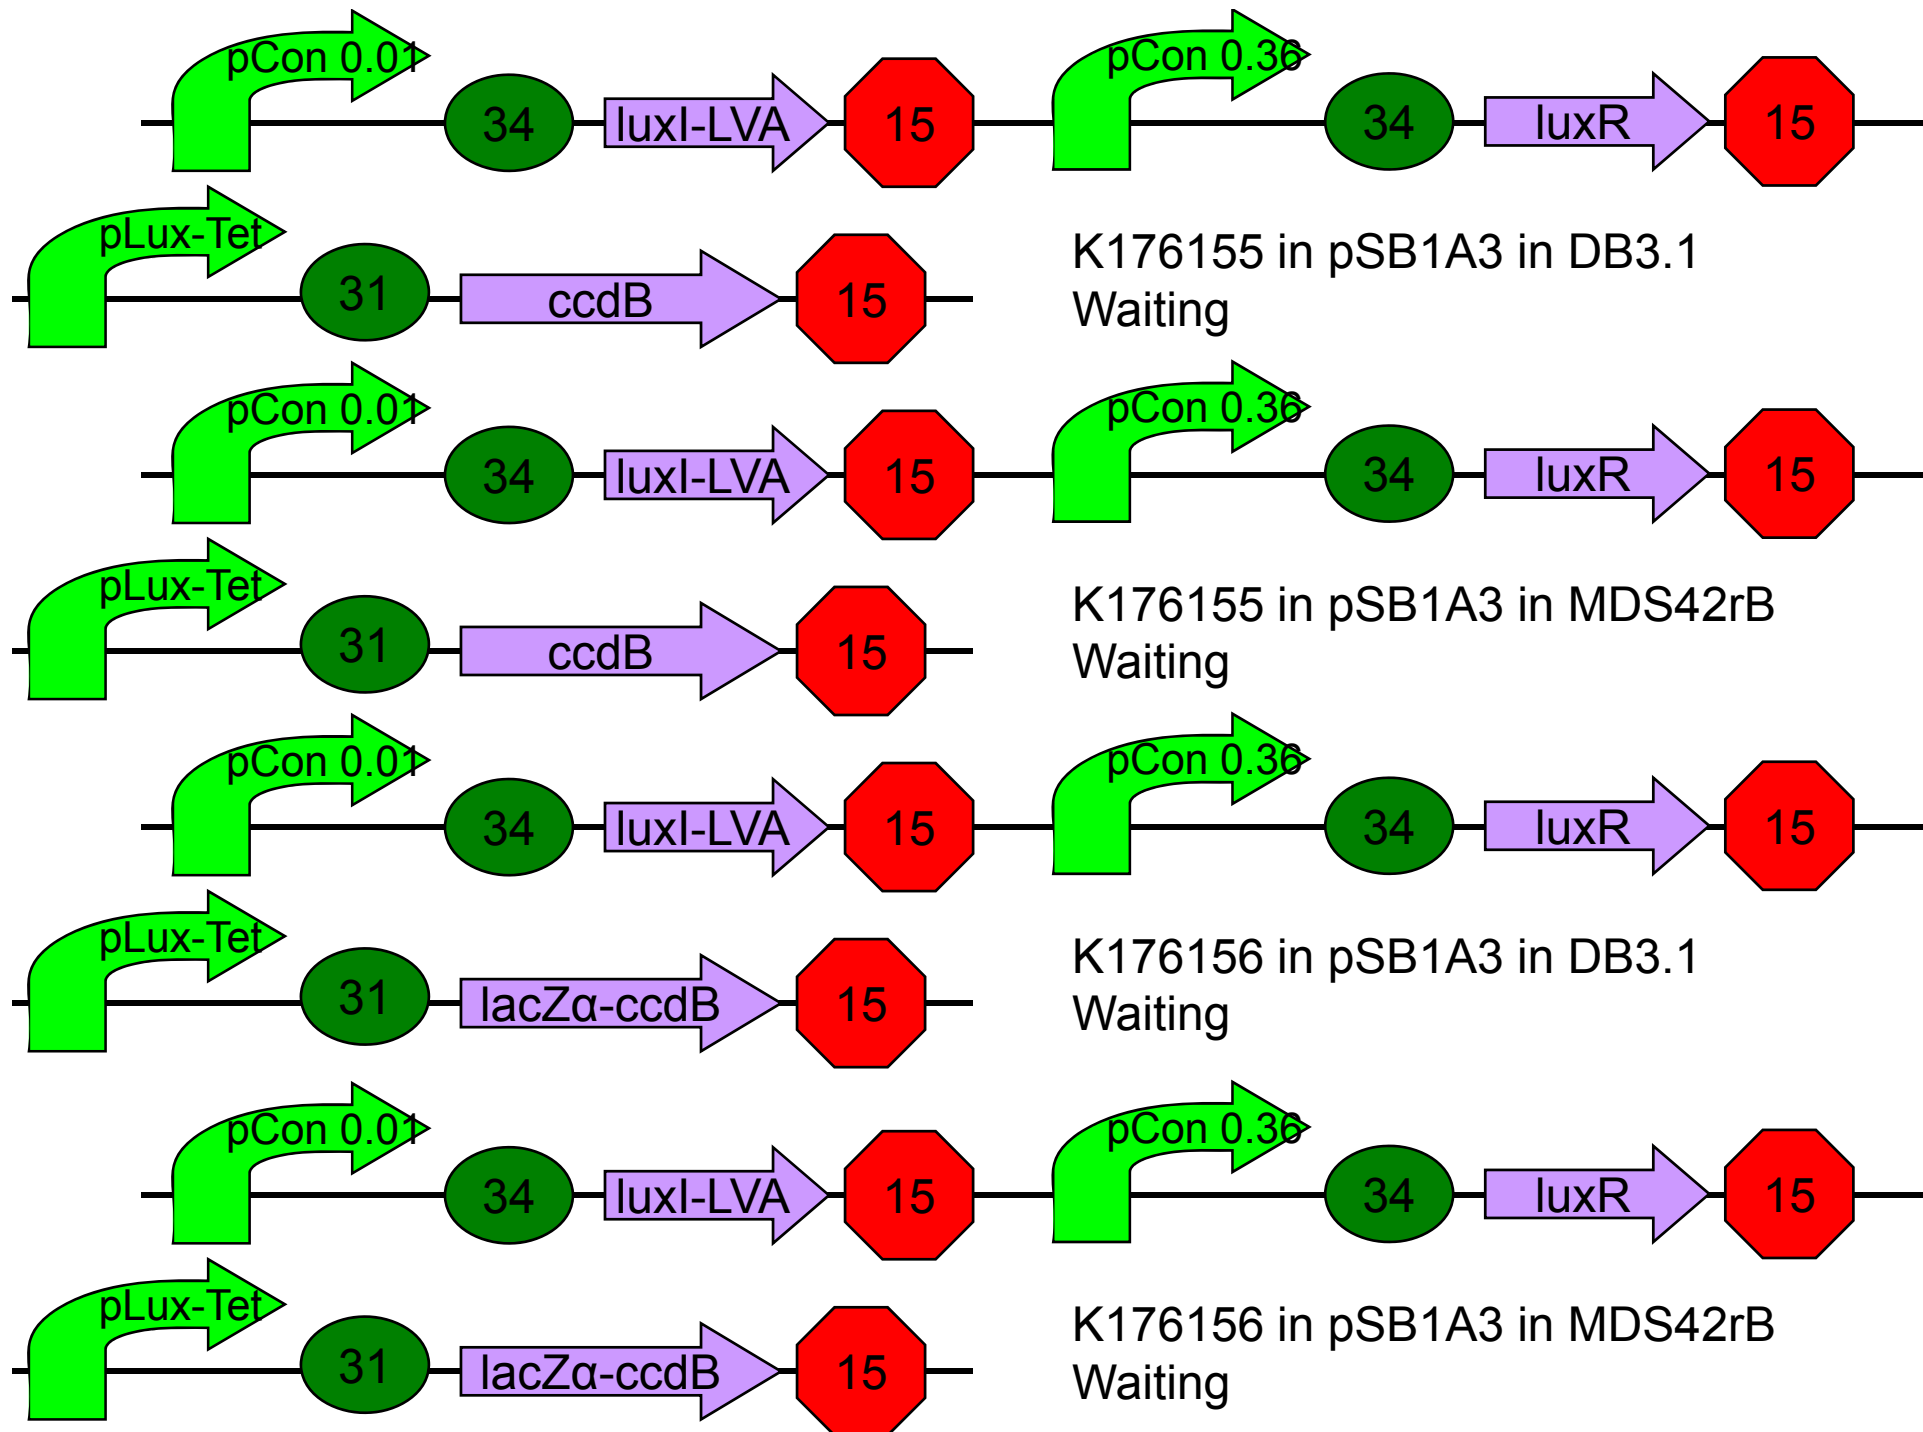 pCon 0.01 34 luxI-LVA 15 pCon 0.36 34 luxR 15
pLux-Tet 31 ccdB 15
K176155 in pSB1A3 in DB3.1
Waiting
pCon 0.01 34 luxI-LVA 15 pCon 0.36 34 luxR 15
pLux-Tet 31 ccdB 15
K176155 in pSB1A3 in MDS42rB
Waiting
pCon 0.01 34 luxI-LVA 15 pCon 0.36 34 luxR 15
pLux-Tet 31 lacZα-ccdB 15
K176156 in pSB1A3 in DB3.1
Waiting
pCon 0.01 34 luxI-LVA 15 pCon 0.36 34 luxR 15
pLux-Tet 31 lacZα-ccdB 15
K176156 in pSB1A3 in MDS42rB
Waiting